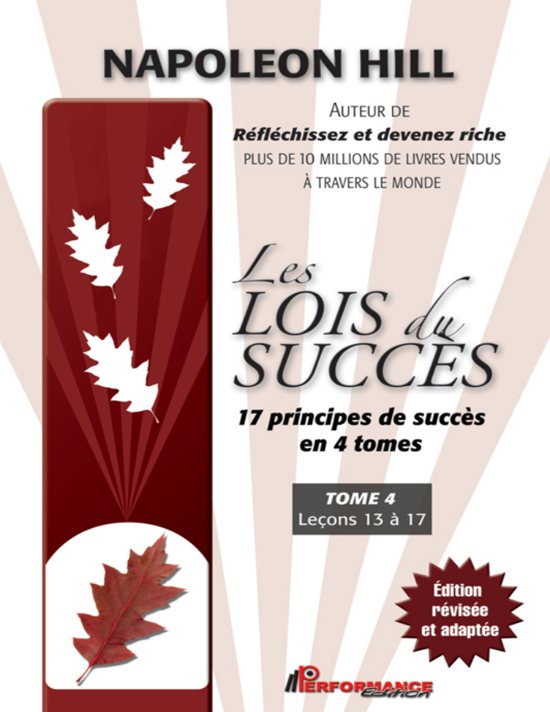 NAPOLEON HILL
AUTEUR DE
Réfléchissez et devenez riche
PLUS DE 10 MILLIONS DE LIVRES VENDUS
À TRAVERS LE MONDE
Les
LOIS du
SUCCÈS
17 principes de succès
en 4 tomes
TOME 4
Leçons 13 à 17
Édition
révisée
et adaptée
PERFORMANCE
Édition